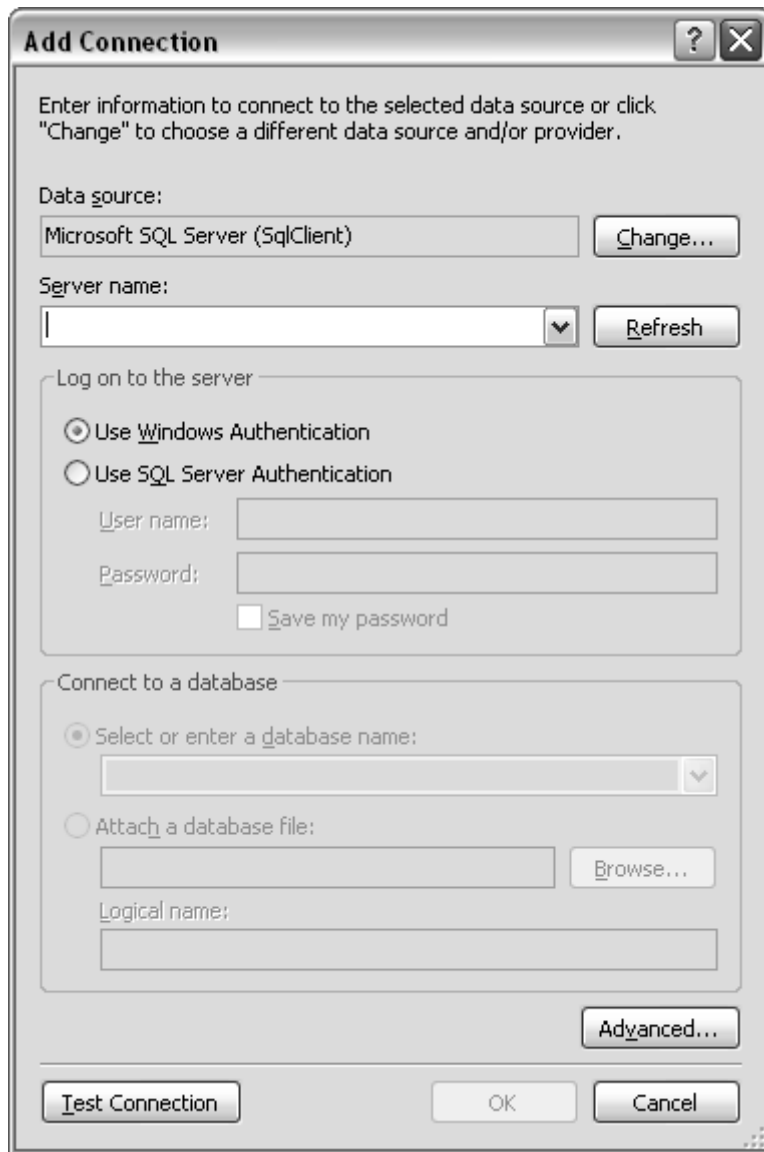 Add Connection
Enter information to connect to the selected data source or click
"Change" to choose a different data source and/or provider.
Data source:
Microsoft SQL Server (SqlClient)
Change...
Server name:
Refresh
Log on to the server
Use Windows Authentication
Use SQL Server Authentication
User name:
Password:
Save my password
Connect to a database
Select or enter a database name:
Attach a database file:
Browse...
Logical name:
Advanced...
Test Connection
OK
Cancel